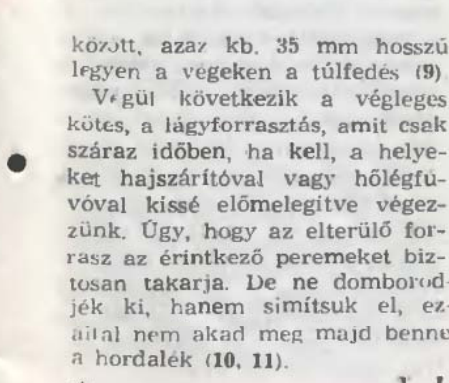 között, azaz kb. 35 mm hosszú
legyen a végeken a túlfedés (9)
Végül következik a végleges
kötés, a lágyforrasztás, amit csak
száraz időben, ha kell, a helye-
ket hajszárítóval vagy hőlégfú-
vóval kissé előmelegítve végez-
zünk. Úgy, hogy az elterülő for-
rasz az érintkező peremeket biz-
tosan takarja. De ne domborod-
jék ki, hanem simítsuk el, ez-
által nem akad meg majd benne
a hordalék (10, 11).